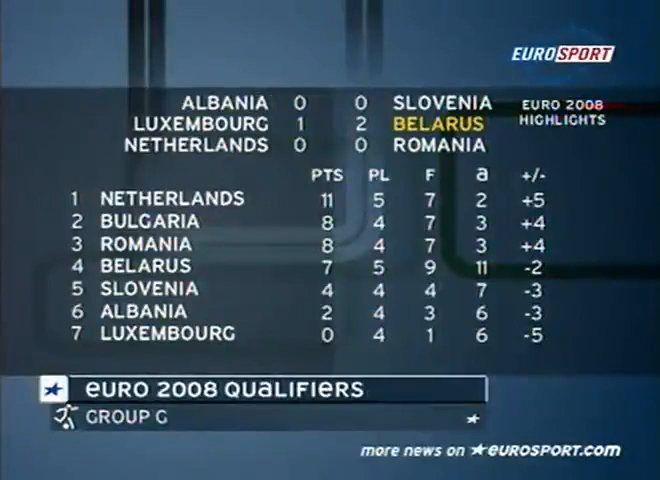 EUROSPORT
ALBANIA 0 0 SLOVENIA
LUXEMBOURG 1 2 BELARUS
NETHERLANDS 0 0 ROMANIA
EURO 2008
HIGHLIGHTS
PTS PL F a +/-
1 NETHERLANDS 11 5 7 2 +5
2 BULGARIA 8 4 7 3 +4
3 ROMANIA 8 4 7 3 +4
4 BELARUS 7 5 9 11 -2
5 SLOVENIA 4 4 4 7 -3
6 ALBANIA 2 4 3 6 -3
7 LUXEMBOURG 0 4 1 6 -5
eURO 2008 QUaLIFIERS
GROUP G
more news on eUROSPORT.com